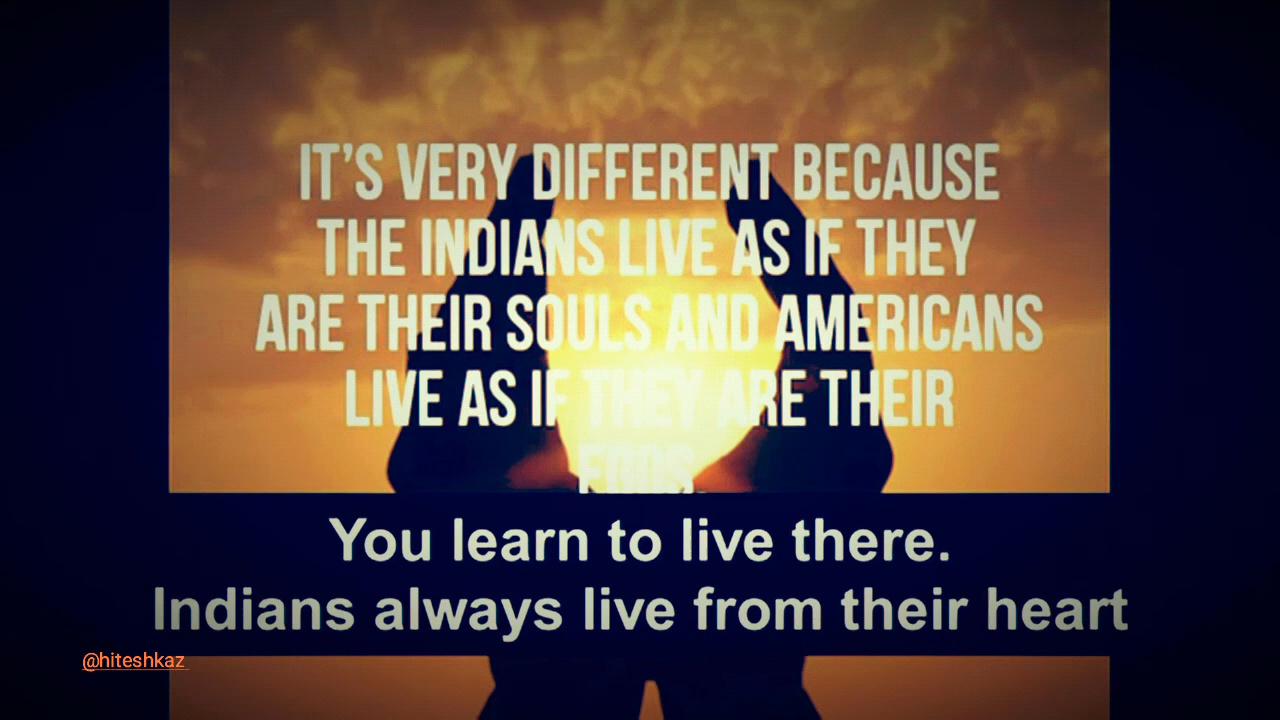 IT'S VERY DIFFERENT BECAUSE
THE INDIANS LIVE AS IF THEY
ARE THEIR SOULS AND AMERICANS
LIVE AS IF THEY ARE THEIR
You learn to live there.
Indians always live from their heart
@hiteshkaz